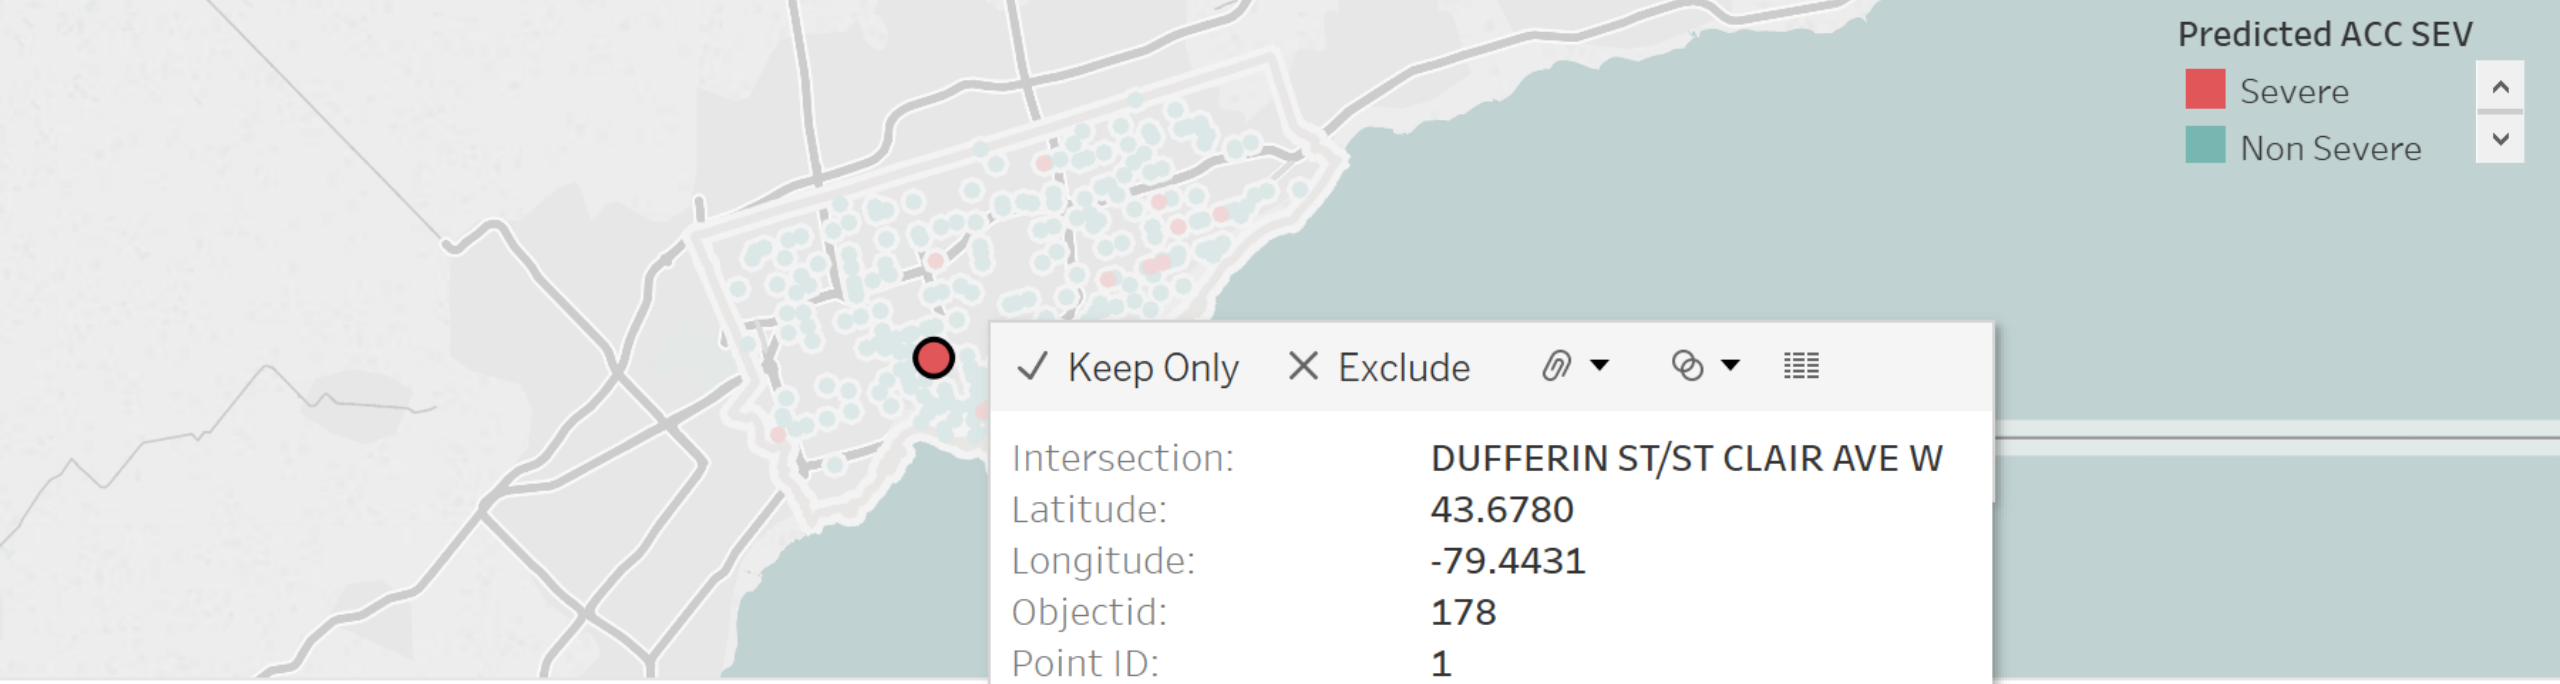 Predicted ACC SEV
Severe
Non Severe
Keep Only Exclude
Intersection: DUFFERIN ST/ST CLAIR AVE W
Latitude: 43.6780
Longitude: -79.4431
Objectid: 178
Point ID: 1